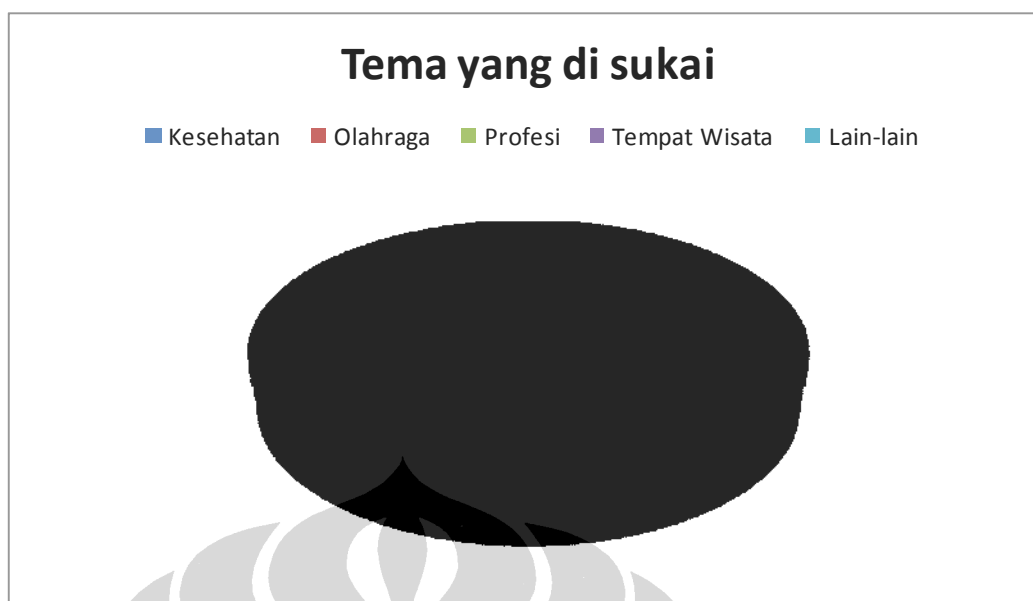 Tema yang di sukai
Kesehatan Olahraga Profesi Tempat Wisata Lain-lain